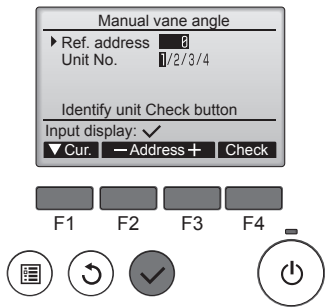 Manual vane angle
▶ Ref. address 0
Unit No. 1/2/3/4
Identify unit Check button
Input display: ✓
▼ Cur. − Address + Check
F1 F2 F3 F4